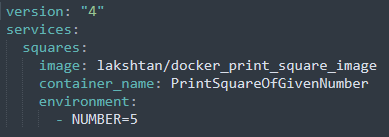 version: "4"
services:
  squares:
    image: lakshtan/docker_print_square_image
    container_name: PrintSquareOfGivenNumber
    environment:
      - NUMBER=5